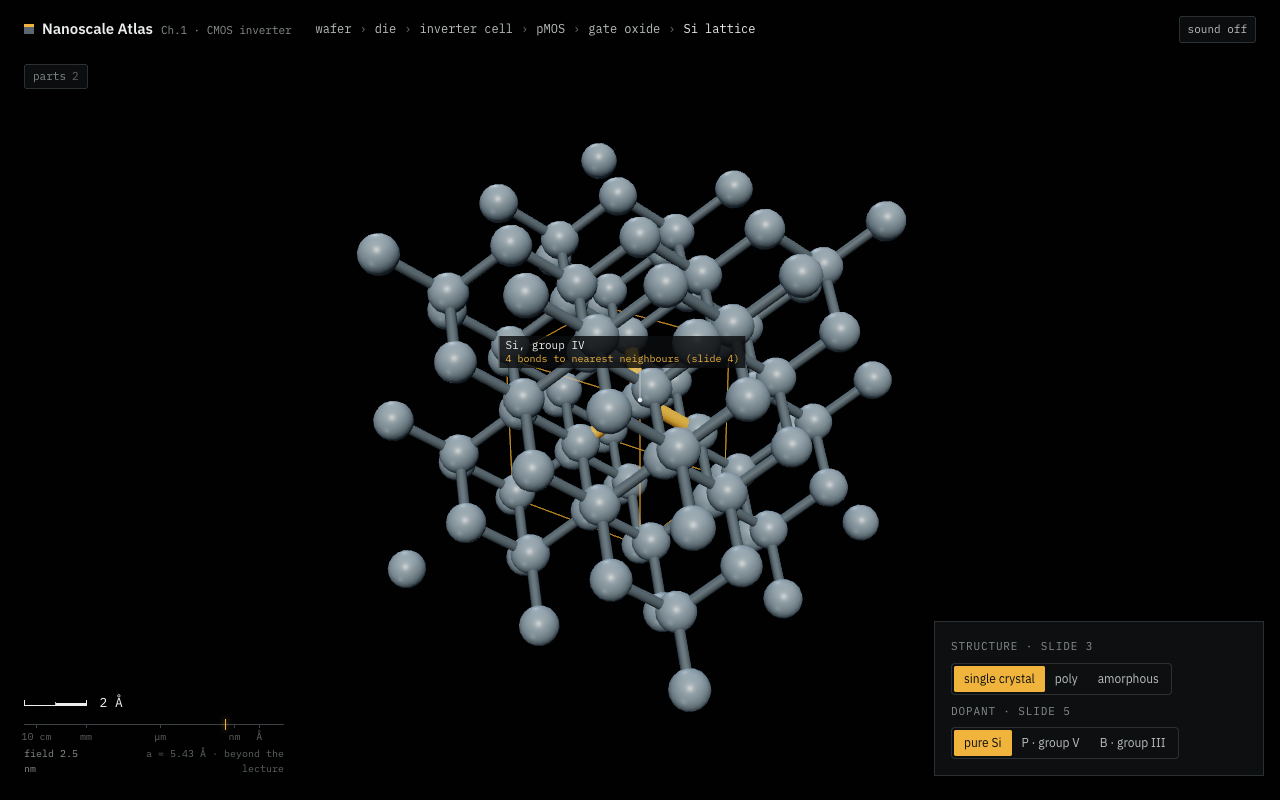 Nanoscale Atlas Ch.1 · CMOS inverter wafer › die › inverter cell › pMOS › gate oxide › Si lattice sound off
parts 2
Si, group IV
4 bonds to nearest neighbours (slide 4)
STRUCTURE · SLIDE 3
single crystal poly amorphous
DOPANT · SLIDE 5
pure Si P · group V B · group III
2 Å
10 cm mm µm nm Å
field 2.5 nm
a = 5.43 Å · beyond the lecture